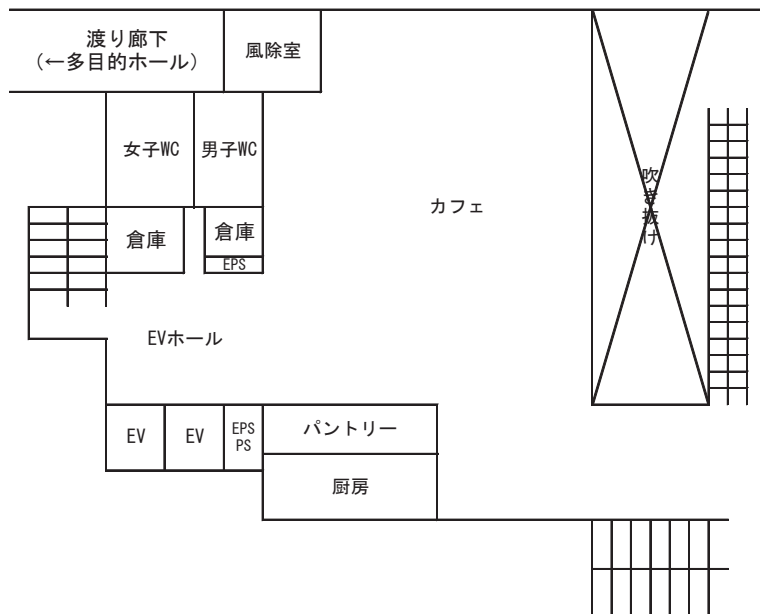 渡り廊下
(←多目的ホール)
風除室
女子WC
男子WC
吹き抜け
カフェ
倉庫
倉庫
EPS
EVホール
EV
EV
EPS
PS
パントリー
厨房